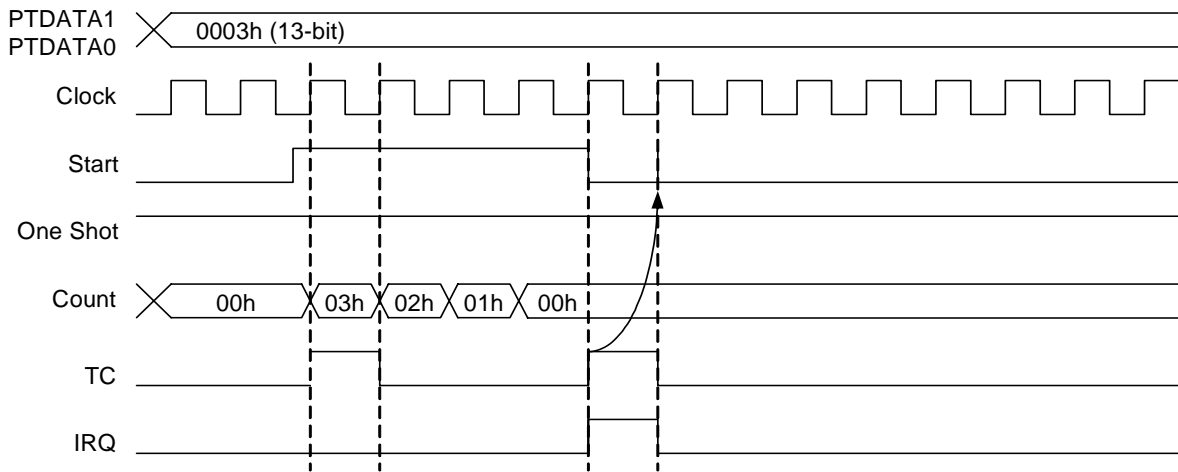 PTDATA1
PTDATA0
0003h (13-bit)
Clock
Start
One Shot
Count
00h
03h
02h
01h
00h
TC
IRQ